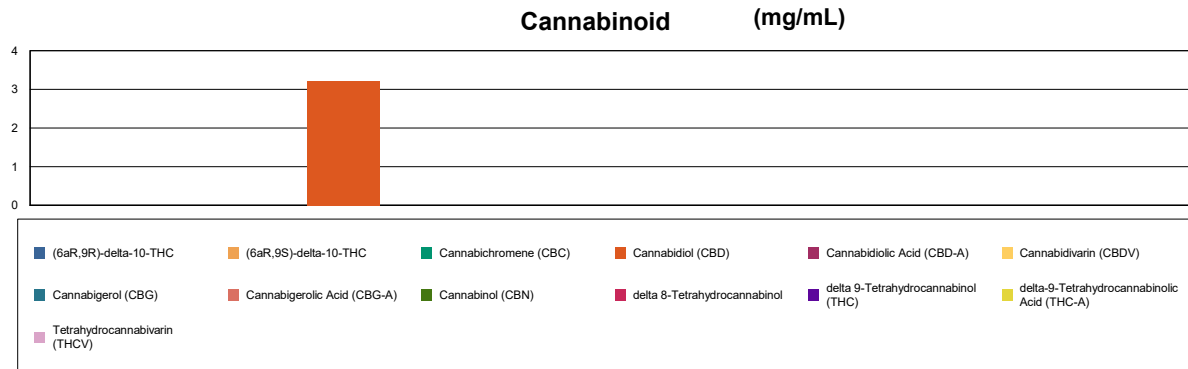 Cannabinoid (mg/mL)
4
3
2
1
0
(6aR,9R)-delta-10-THC
(6aR,9S)-delta-10-THC
Cannabichromene (CBC)
Cannabidiol (CBD)
Cannabidiolic Acid (CBD-A)
Cannabidivarin (CBDV)
Cannabigerol (CBG)
Cannabigerolic Acid (CBG-A)
Cannabinol (CBN)
delta 8-Tetrahydrocannabinol
delta 9-Tetrahydrocannabinol
(THC)
delta-9-Tetrahydrocannabinolic
Acid (THC-A)
Tetrahydrocannabivarin
(THCV)